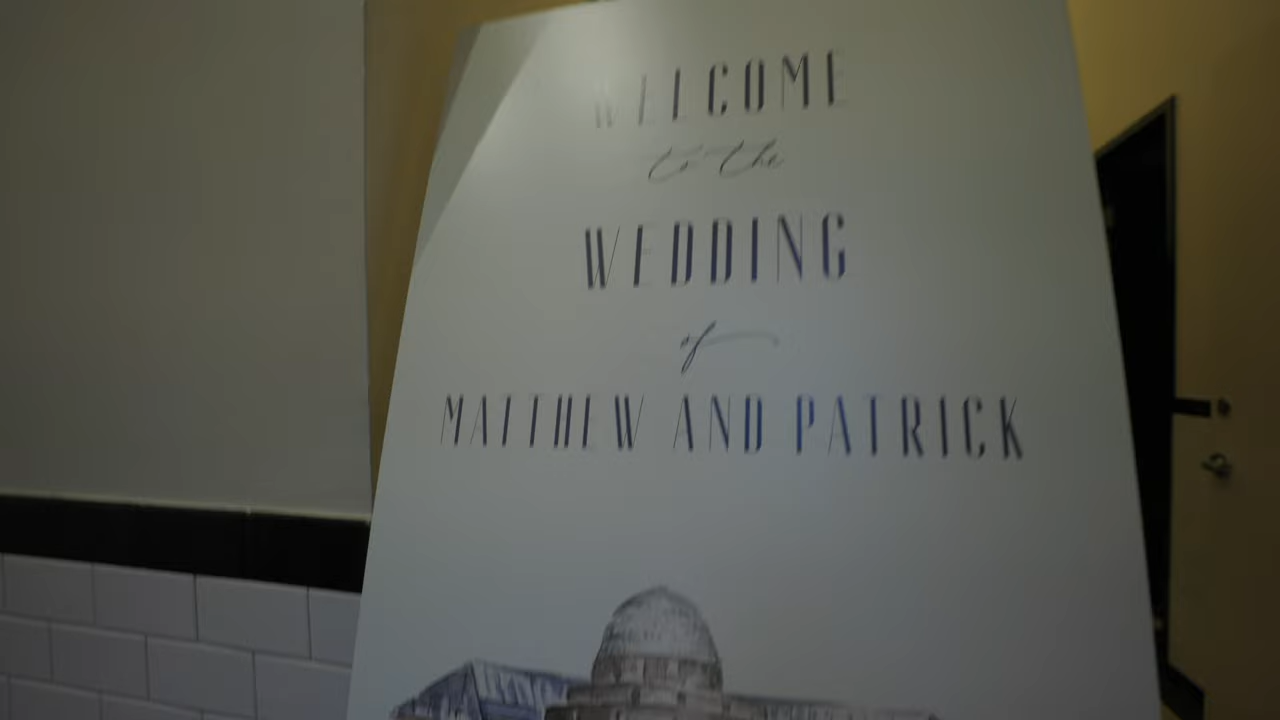 WELCOME
to the
WEDDING
of
MATTHEW AND PATRICK